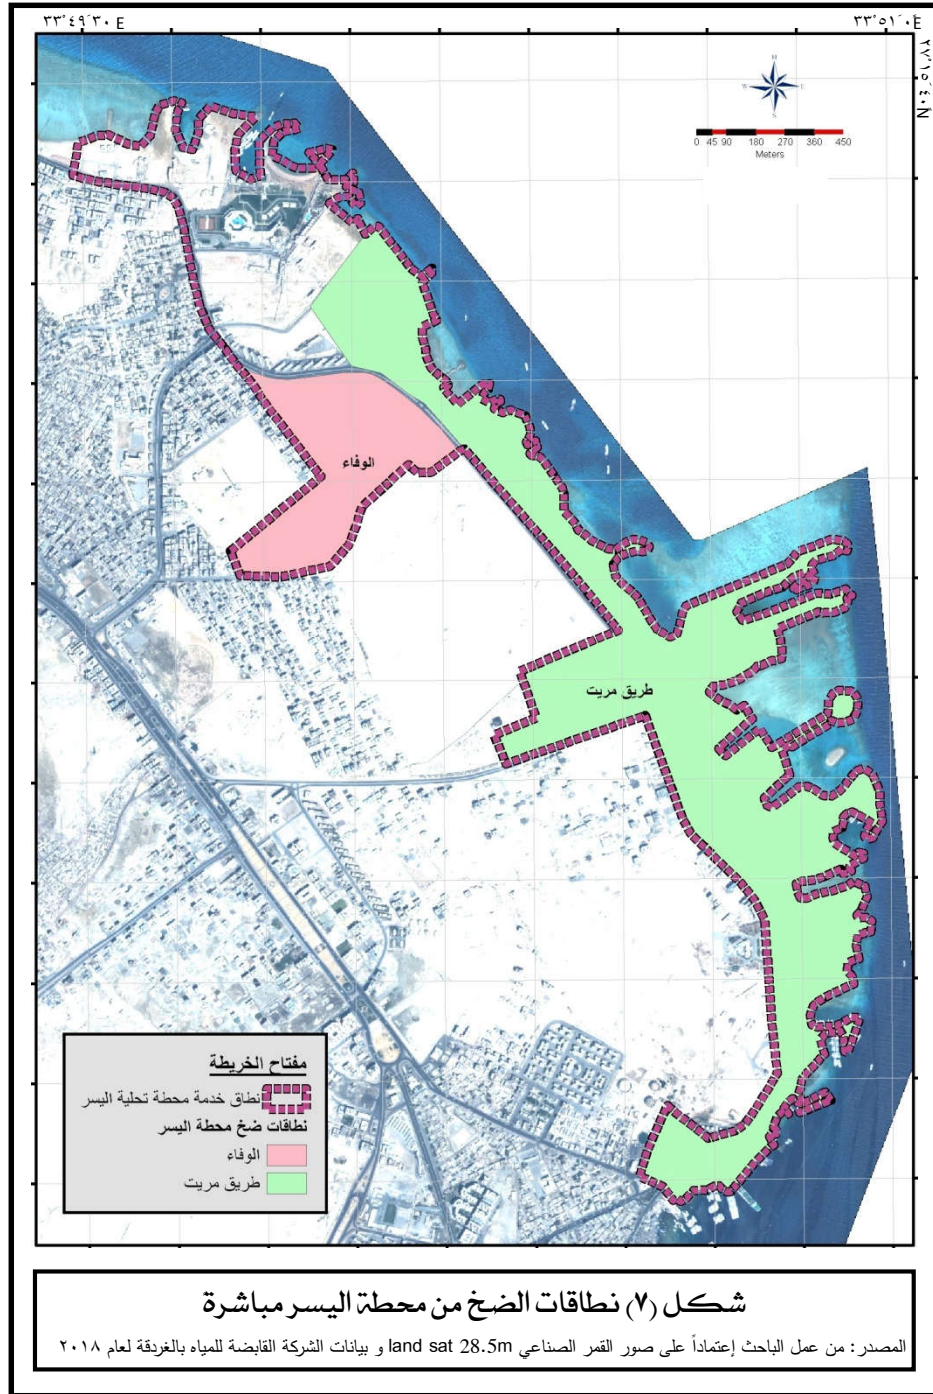 ٣٣°٤٩´٣٠ E
٣٣°٥١´٠E
٢٧°١٥´٤٠N
N
W E
S
0 45 90 180 270 360 450
Meters
الوفاء
طريق مريت
مفتاح الخريطة
نطاق خدمة محطة تحلية اليسر
نطاقات ضخ محطة اليسر
الوفاء
طريق مريت
شكل (٧) نطاقات الضخ من محطة اليسر مباشرة
المصدر: من عمل الباحث إعتماداً على صور القمر الصناعي land sat 28.5m و بيانات الشركة القابضة للمياه بالغردقة لعام ٢٠١٨